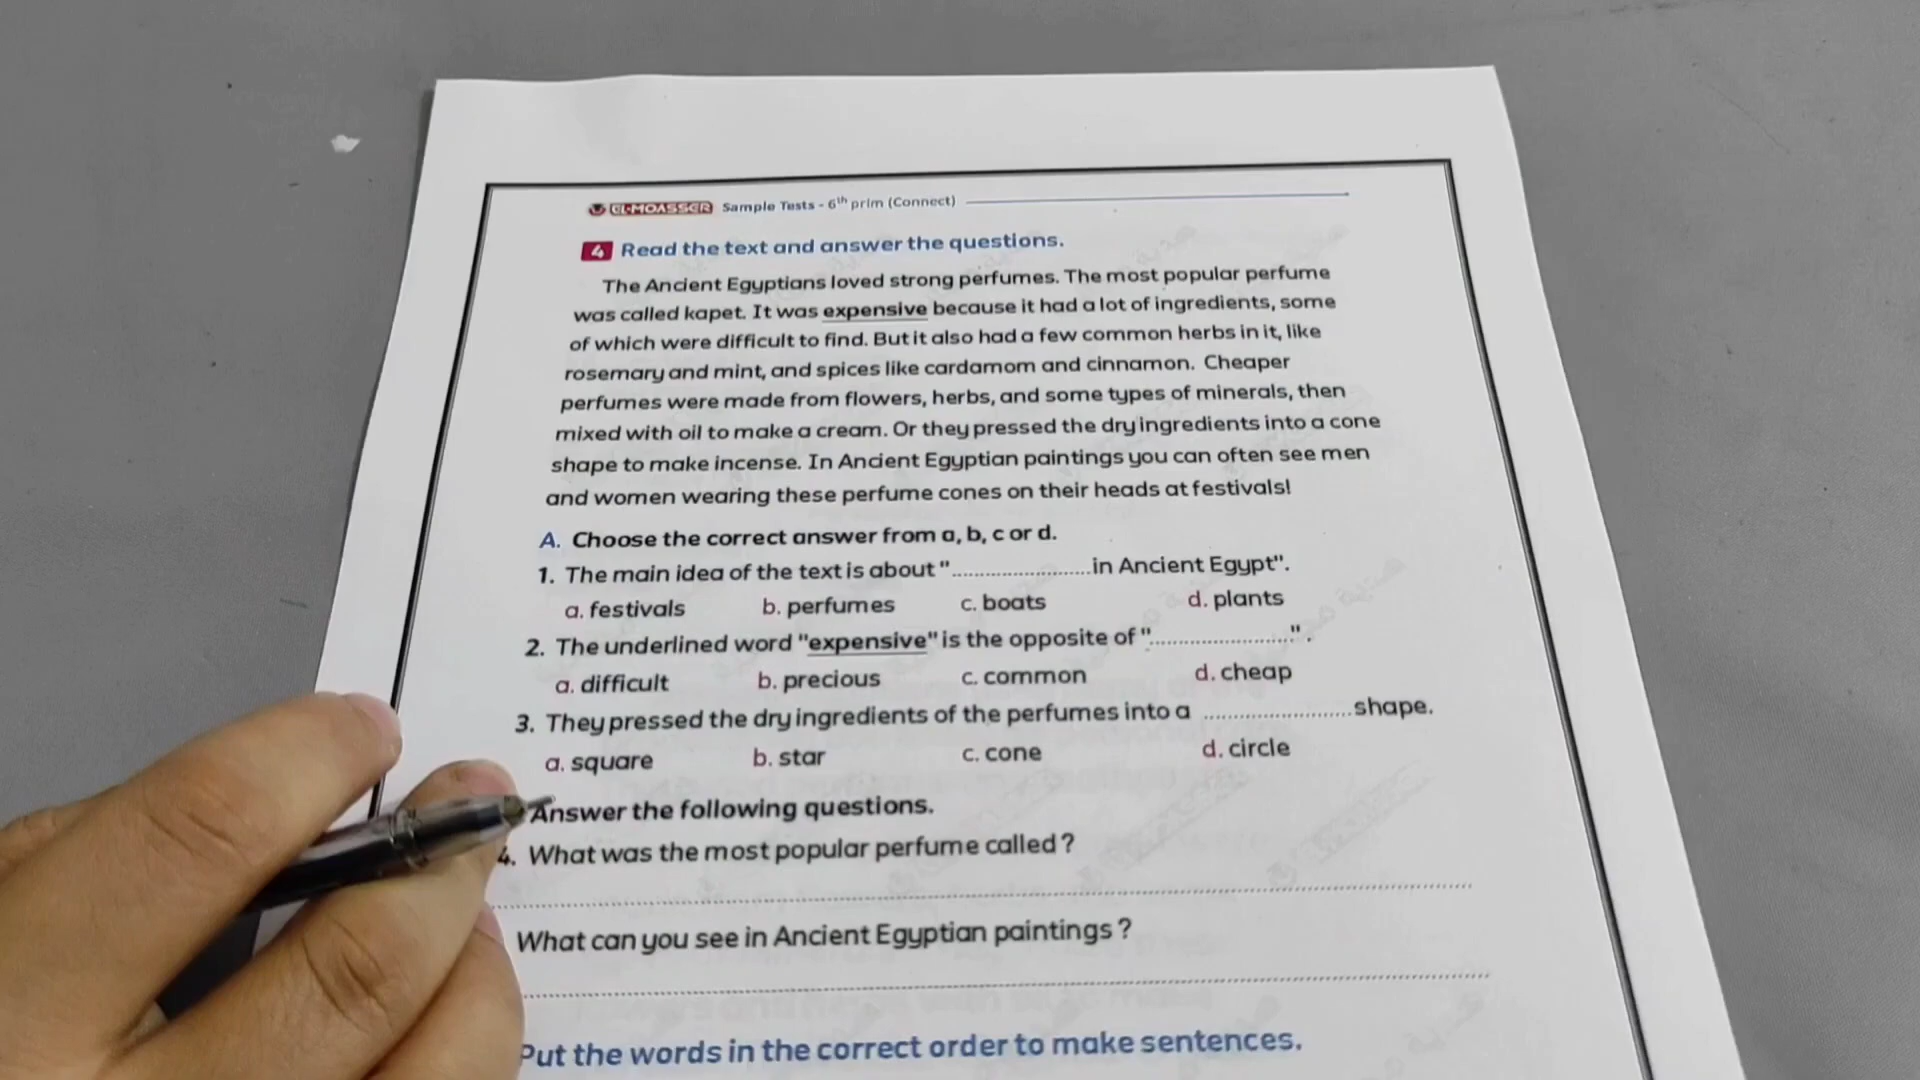 EL-MOASSER Sample Tests - 6th prim (Connect)
4 Read the text and answer the questions.
The Ancient Egyptians loved strong perfumes. The most popular perfume
was called kapet. It was expensive because it had a lot of ingredients, some
of which were difficult to find. But it also had a few common herbs in it, like
rosemary and mint, and spices like cardamom and cinnamon. Cheaper
perfumes were made from flowers, herbs, and some types of minerals, then
mixed with oil to make a cream. Or they pressed the dry ingredients into a cone
shape to make incense. In Ancient Egyptian paintings you can often see men
and women wearing these perfume cones on their heads at festivals!
A. Choose the correct answer from a, b, c or d.
1. The main idea of the text is about "........................in Ancient Egypt".
a. festivals b. perfumes c. boats d. plants
2. The underlined word "expensive" is the opposite of "........................".
a. difficult b. precious c. common d. cheap
3. They pressed the dry ingredients of the perfumes into a ........................ shape.
a. square b. star c. cone d. circle
Answer the following questions.
4. What was the most popular perfume called?
What can you see in Ancient Egyptian paintings?
Put the words in the correct order to make sentences.